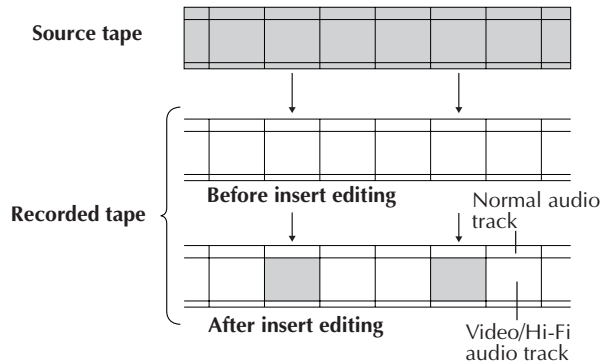 Source tape
Recorded tape
Before insert editing
Normal audio
track
After insert editing
Video/Hi-Fi
audio track